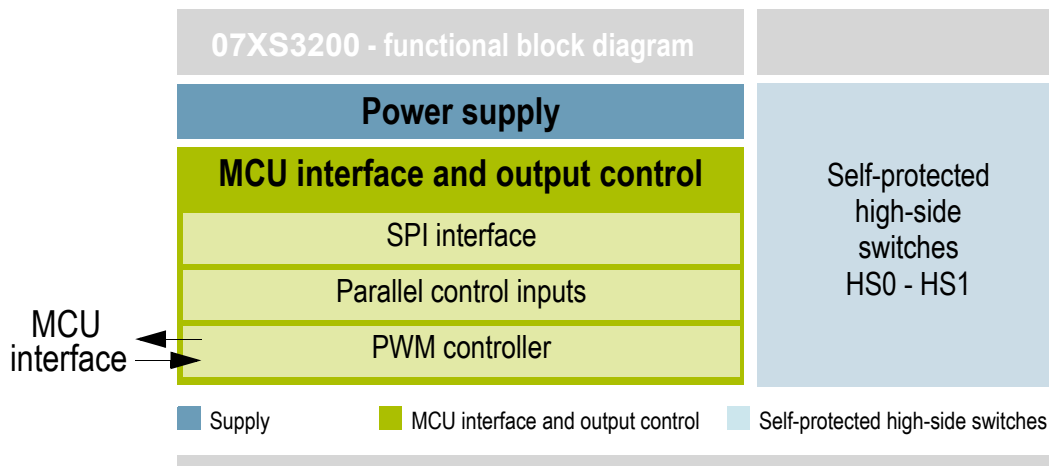 07XS3200 - functional block diagram
Power supply
MCU interface and output control
SPI interface
Parallel control inputs
PWM controller
MCU
interface
Self-protected
high-side
switches
HS0 - HS1
Supply
MCU interface and output control
Self-protected high-side switches